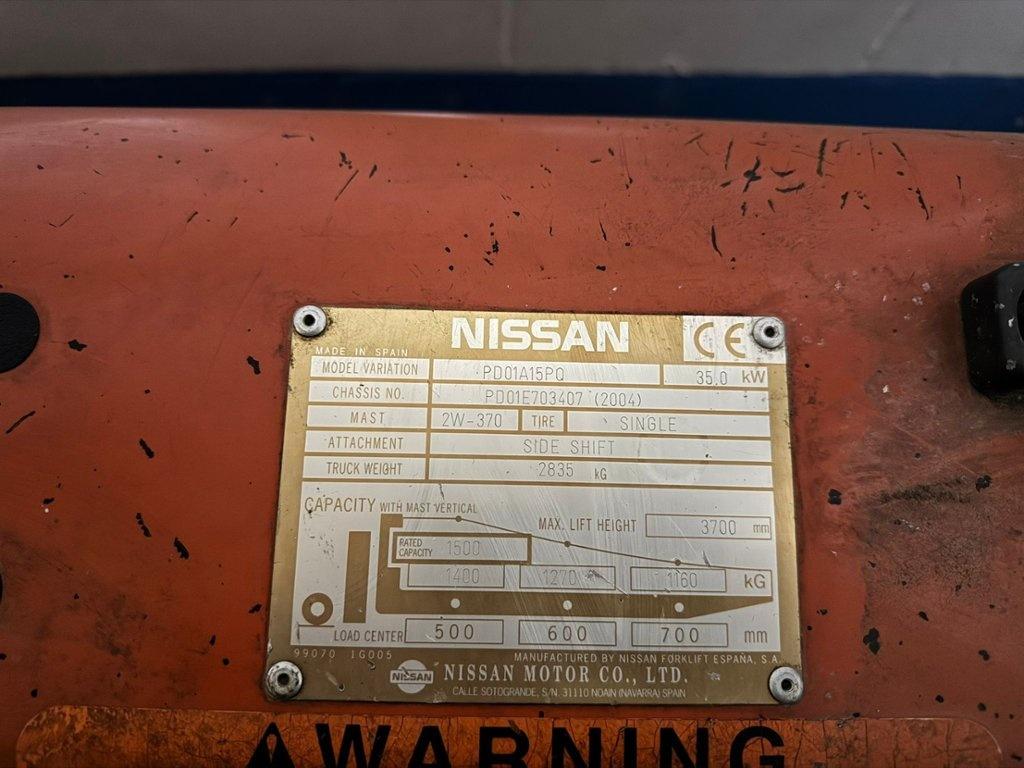 NISSAN
CE
MADE IN SPAIN
MODEL VARIATION PD01A15PQ 35.0 kW
CHASSIS NO. PD01E703407 (2004)
MAST 2W-370 TIRE SINGLE
ATTACHMENT SIDE SHIFT
TRUCK WEIGHT 2835 kg
CAPACITY WITH MAST VERTICAL
MAX. LIFT HEIGHT 3700 mm
RATED CAPACITY 1500
1400 1270 1160 kG
LOAD CENTER 500 600 700 mm
99070 1G005 MANUFACTURED BY NISSAN FORKLIFT ESPAÑA, S.A.
NISSAN NISSAN MOTOR CO., LTD.
CALLE SOTOGRANDE, S/N 31110 NOAIN (NAVARRA) SPAIN
WARNING